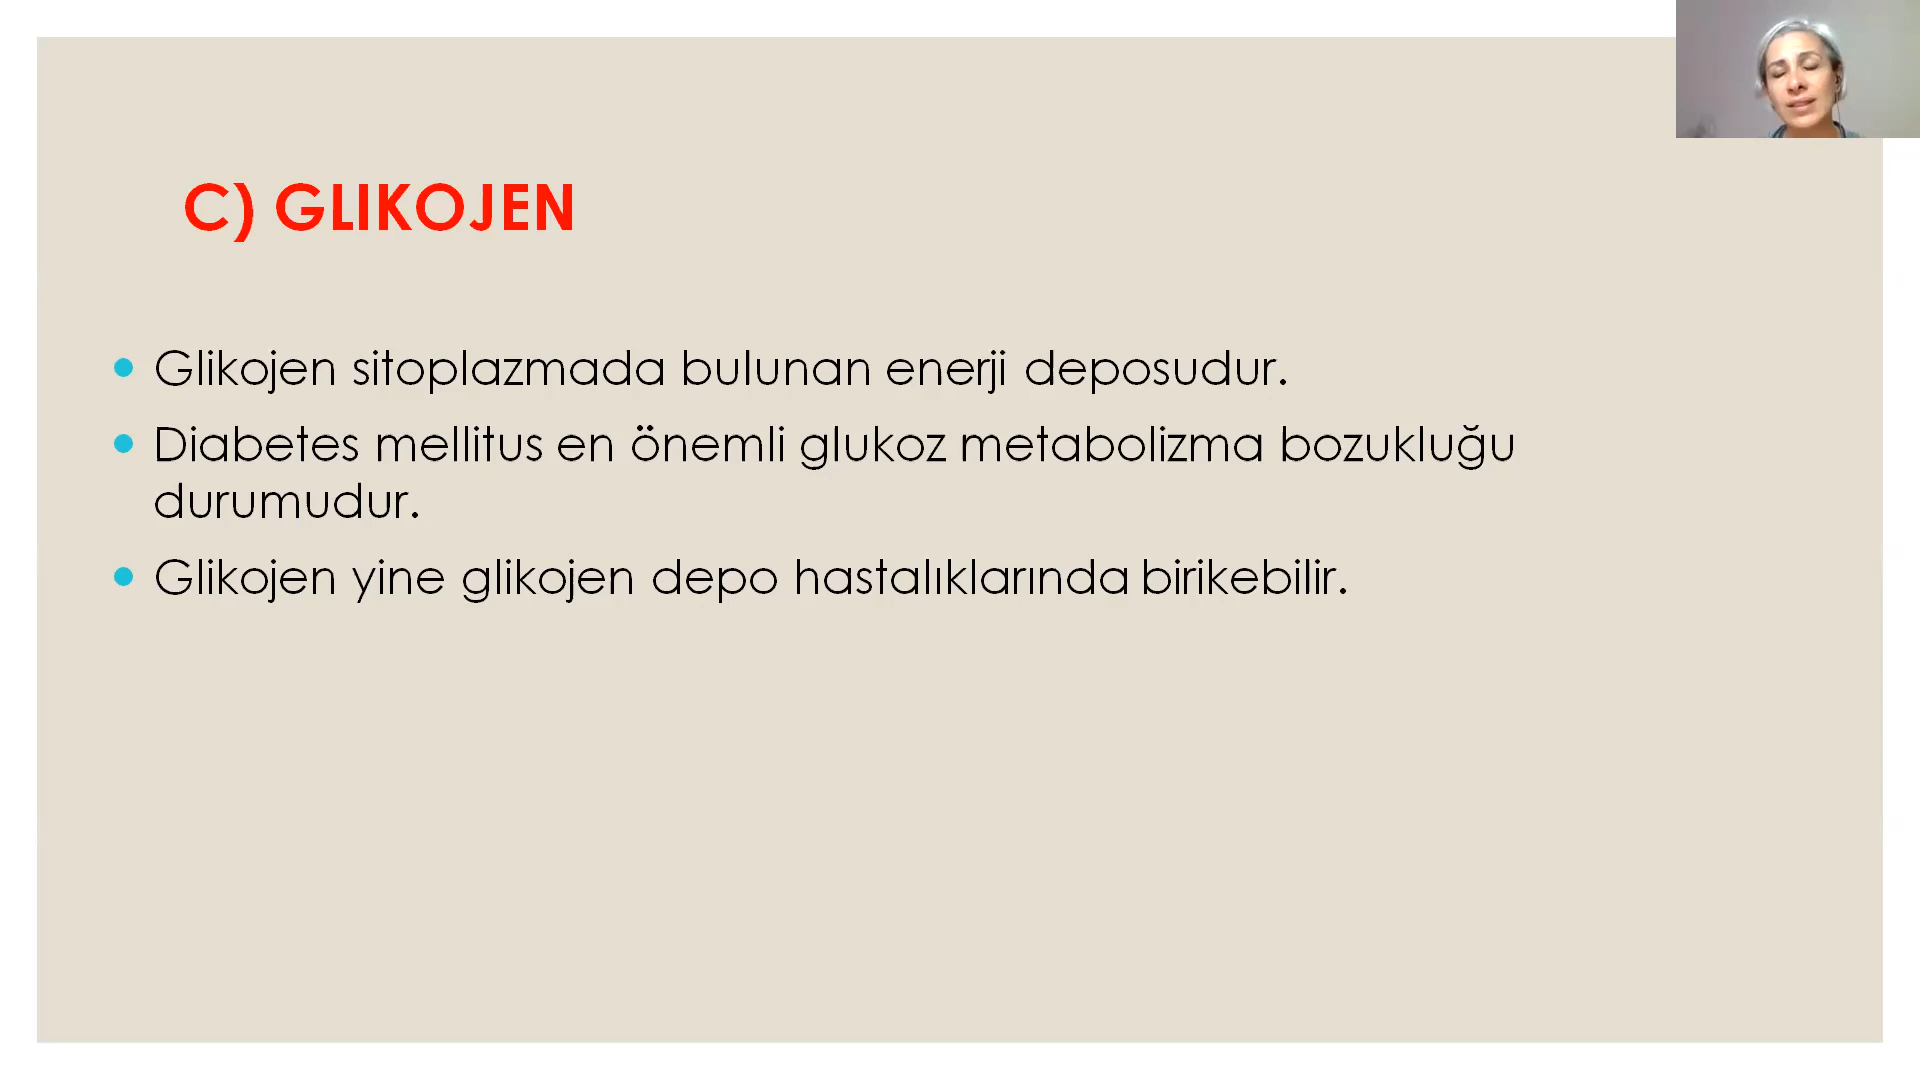 C) GLIKOJEN
Glikojen sitoplazmada bulunan enerji deposudur.
Diabetes mellitus en önemli glukoz metabolizma bozukluğu
durumudur.
Glikojen yine glikojen depo hastalıklarında birikebilir.